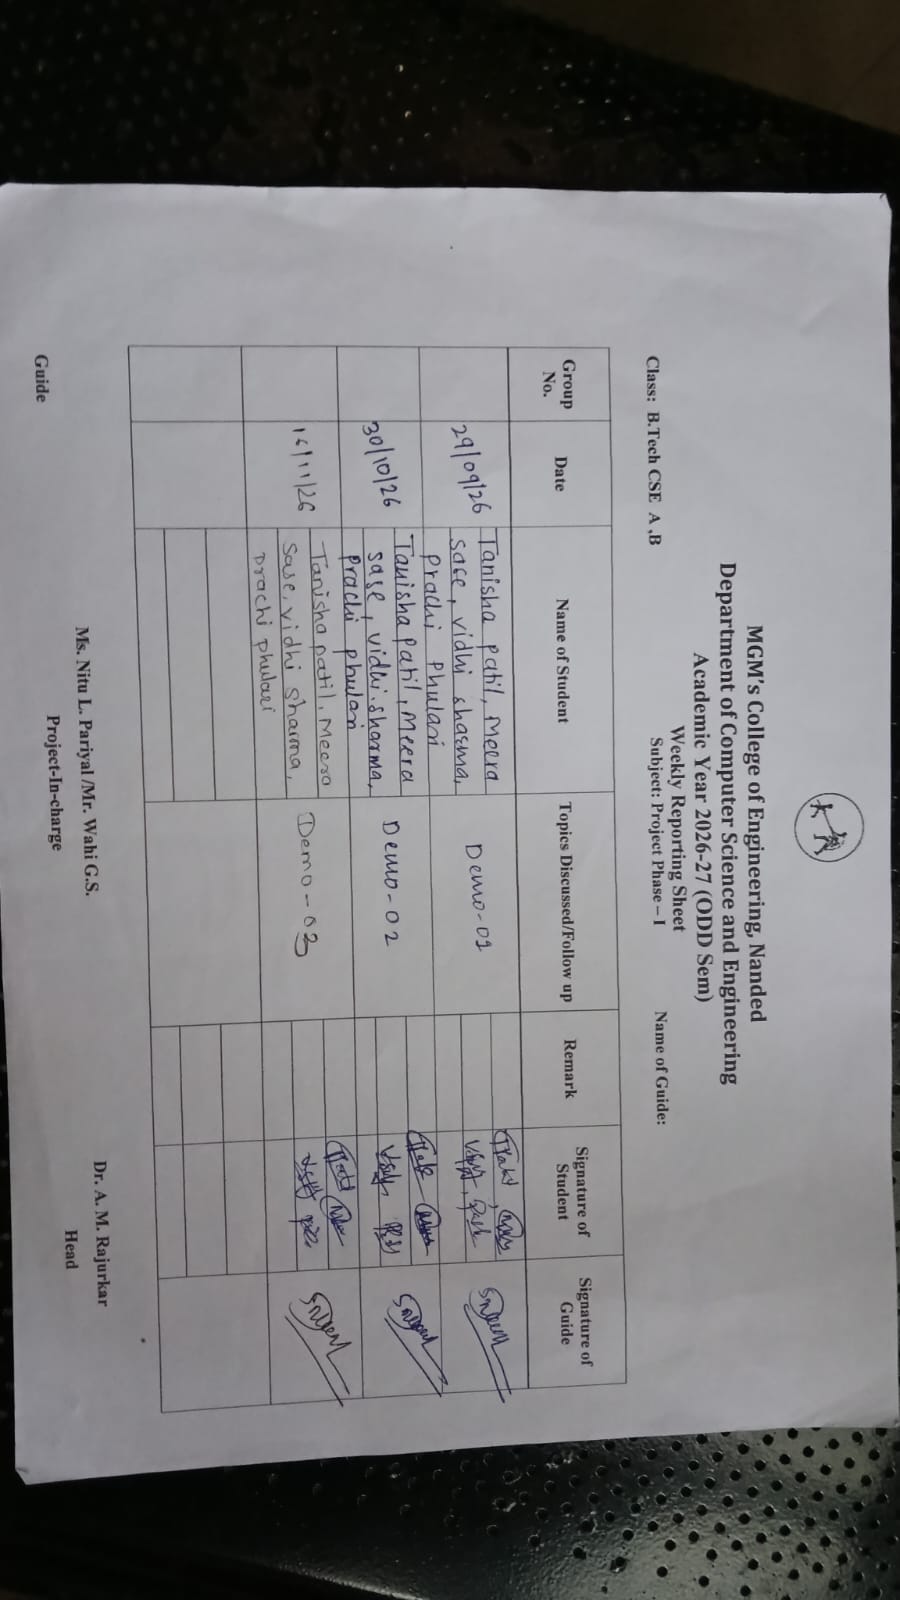 MGM's College of Engineering, Nanded
Department of Computer Science and Engineering
Academic Year 2026-27 (ODD Sem)
Weekly Reporting Sheet
Subject: Project Phase – I
Class: B.Tech CSE A ,B
Name of Guide:
Group No.
Date
Name of Student
Topics Discussed/Follow up
Remark
Signature of Student
Signature of Guide
29/09/26
Tanisha patil, Meera
sase, vidhi sharma,
Prachi Phulari
Demo-01
30/10/26
Tanisha patil, Meera
sase, vidhi sharma,
Prachi phulari
Demo-02
16/11/26
Tanisha patil, Meera
Sase, vidhi sharma,
Prachi phulari
Demo-03
Guide
Ms. Nitu L. Pariyal /Mr. Wahi G.S.
Project-In-charge
Dr. A. M. Rajurkar
Head